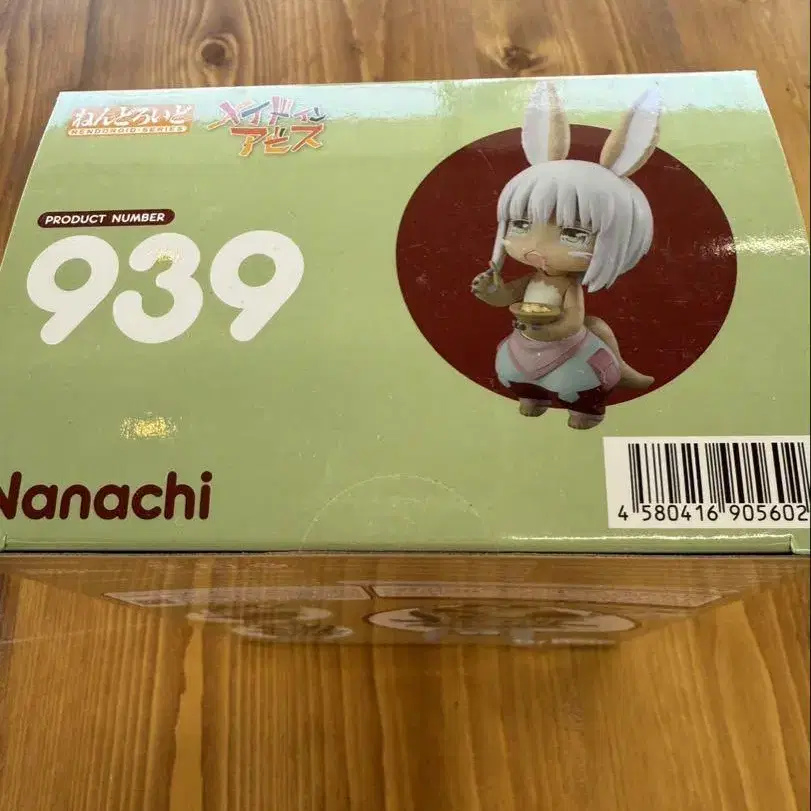 ねんどろいど
NENDOROID SERIES
メイドイン
アビス
PRODUCT NUMBER
939
Nanachi
4 580416 905602